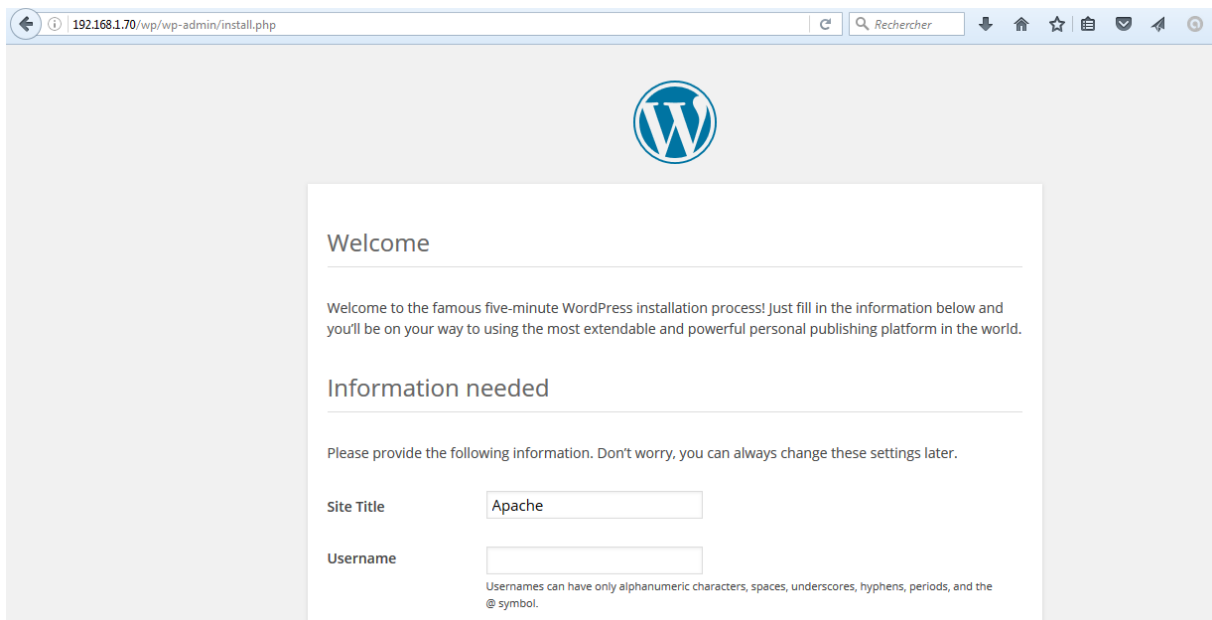 192.168.1.70/wp/wp-admin/install.php
Rechercher
Welcome
Welcome to the famous five-minute WordPress installation process! Just fill in the information below and
you'll be on your way to using the most extendable and powerful personal publishing platform in the world.
Information needed
Please provide the following information. Don't worry, you can always change these settings later.
Site Title
Apache
Username
Usernames can have only alphanumeric characters, spaces, underscores, hyphens, periods, and the
@ symbol.